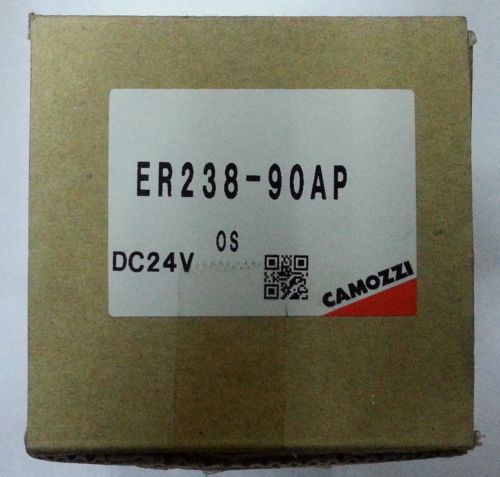 ER238-90AP
OS
DC24V
CAMOZZI